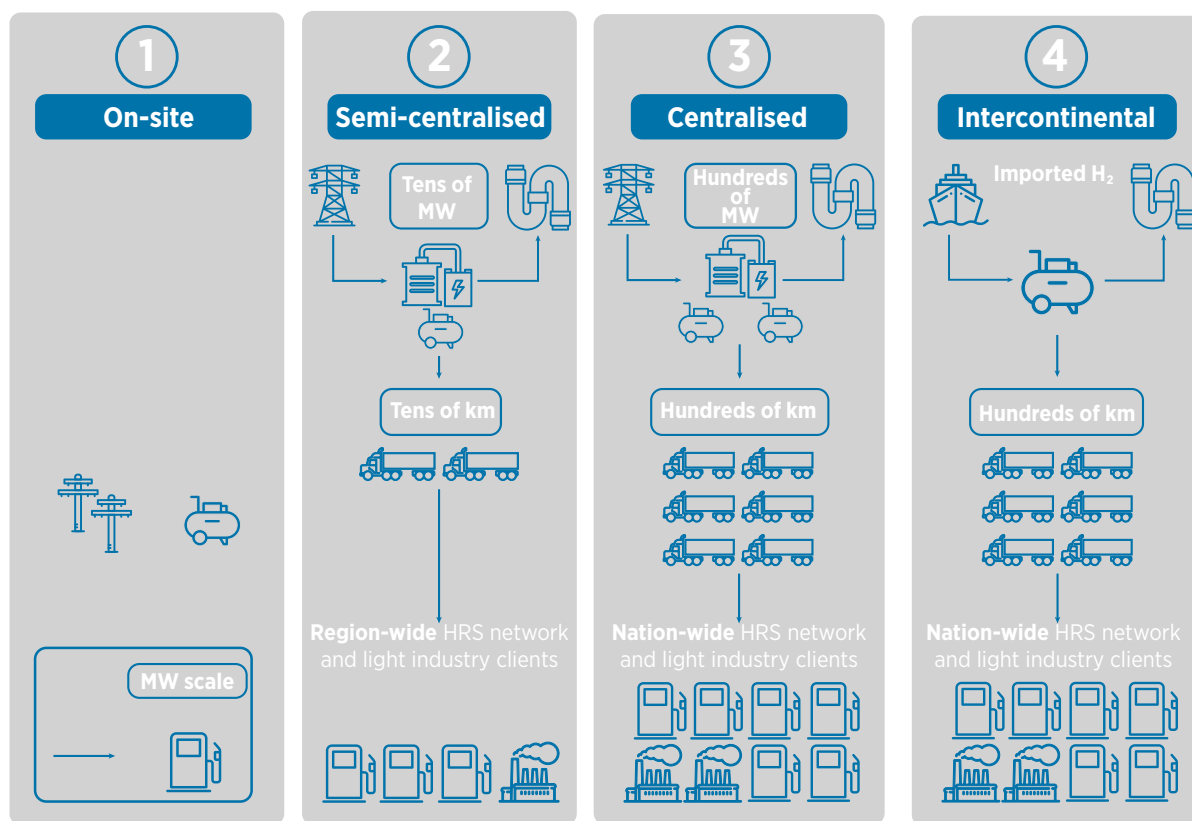 1
On-site
MW scale
2
Semi-centralised
Tens of
MW
Tens of km
Region-wide HRS network
and light industry clients
3
Centralised
Hundreds
of
MW
Hundreds of km
Nation-wide HRS network
and light industry clients
4
Intercontinental
Imported H₂
Hundreds of km
Nation-wide HRS network
and light industry clients